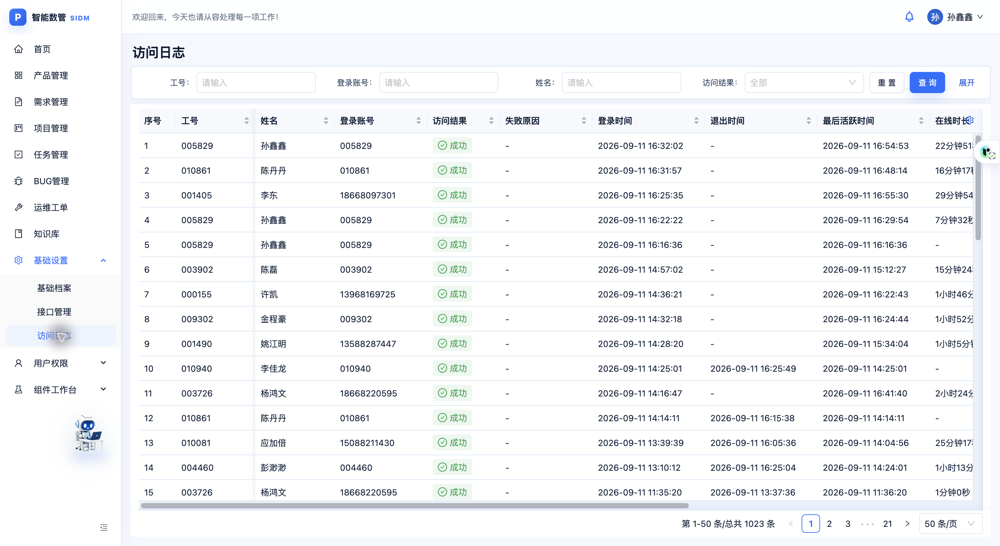 P 智能数管 SIDM
欢迎回来，今天也请从容处理每一项工作！
孙 孙鑫鑫
首页
产品管理
需求管理
项目管理
任务管理
BUG管理
运维工单
知识库
基础设置
基础档案
接口管理
访问日志
用户权限
组件工作台
访问日志
工号： 请输入 登录账号： 请输入 姓名： 请输入 访问结果： 全部 重置 查询 展开
序号 工号 姓名 登录账号 访问结果 失败原因 登录时间 退出时间 最后活跃时间 在线时长
1 005829 孙鑫鑫 005829 成功 - 2026-09-11 16:32:02 - 2026-09-11 16:54:53 22分钟51
2 010861 陈丹丹 010861 成功 - 2026-09-11 16:31:57 - 2026-09-11 16:48:14 16分钟17秒
3 001405 李东 18668097301 成功 - 2026-09-11 16:25:35 - 2026-09-11 16:55:30 29分钟54
4 005829 孙鑫鑫 005829 成功 - 2026-09-11 16:22:22 - 2026-09-11 16:29:54 7分钟32秒
5 005829 孙鑫鑫 005829 成功 - 2026-09-11 16:16:36 - 2026-09-11 16:16:36 -
6 003902 陈磊 003902 成功 - 2026-09-11 14:57:02 - 2026-09-11 15:12:27 15分钟24
7 000155 许凯 13968169725 成功 - 2026-09-11 14:36:21 - 2026-09-11 16:22:43 1小时46分
8 009302 金程豪 009302 成功 - 2026-09-11 14:32:18 - 2026-09-11 16:24:44 1小时52分
9 001490 姚江明 13588287447 成功 - 2026-09-11 14:28:20 - 2026-09-11 15:34:04 1小时5分钟
10 010940 李佳龙 010940 成功 - 2026-09-11 14:25:01 2026-09-11 16:25:49 2026-09-11 14:25:01 -
11 003726 杨鸿文 18668220595 成功 - 2026-09-11 14:16:47 - 2026-09-11 16:41:40 2小时24分
12 010861 陈丹丹 010861 成功 - 2026-09-11 14:14:11 2026-09-11 16:15:38 2026-09-11 14:14:11 -
13 010081 应加倍 15088211430 成功 - 2026-09-11 13:39:39 2026-09-11 16:05:36 2026-09-11 14:04:56 25分钟17
14 004460 彭渺渺 004460 成功 - 2026-09-11 13:10:12 2026-09-11 16:25:04 2026-09-11 14:24:01 1小时13分
15 003726 杨鸿文 18668220595 成功 - 2026-09-11 11:35:20 2026-09-11 13:37:36 2026-09-11 11:36:20 1分钟0秒
第 1-50 条/总共 1023 条 1 2 3 ••• 21 50 条/页